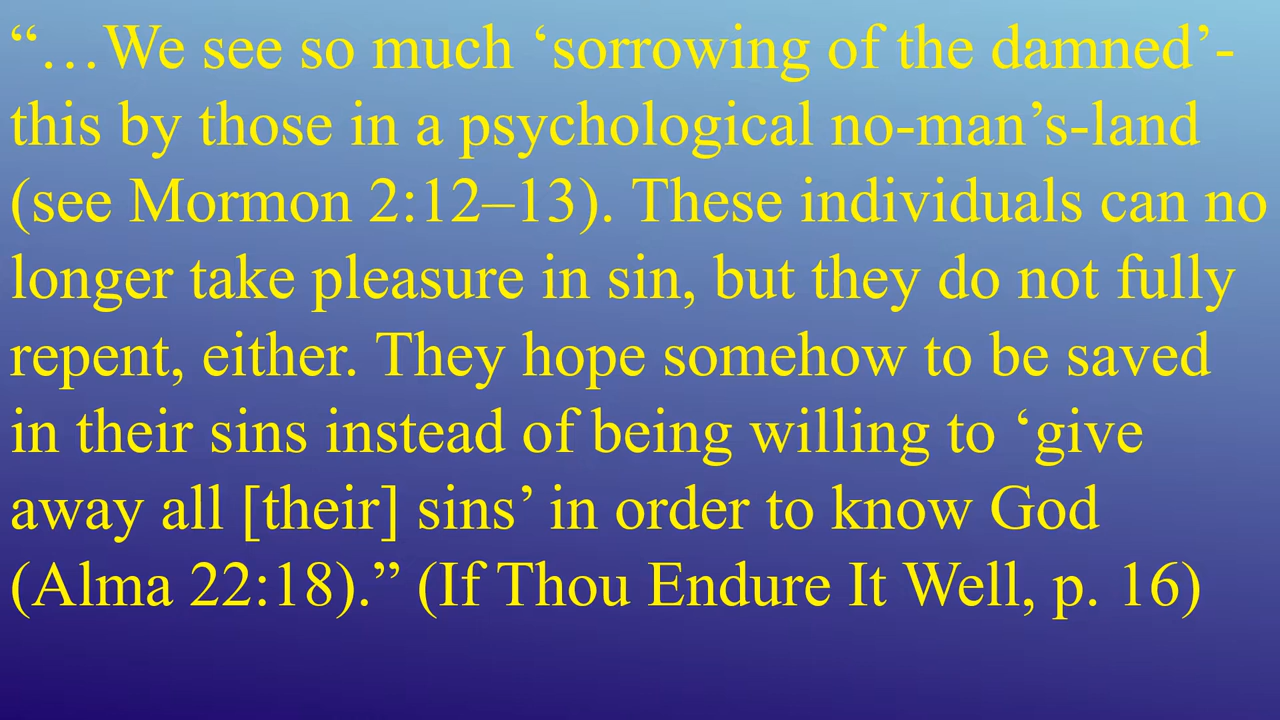 “…We see so much ‘sorrowing of the damned’-
this by those in a psychological no-man’s-land
(see Mormon 2:12–13). These individuals can no
longer take pleasure in sin, but they do not fully
repent, either. They hope somehow to be saved
in their sins instead of being willing to ‘give
away all [their] sins’ in order to know God
(Alma 22:18).” (If Thou Endure It Well, p. 16)